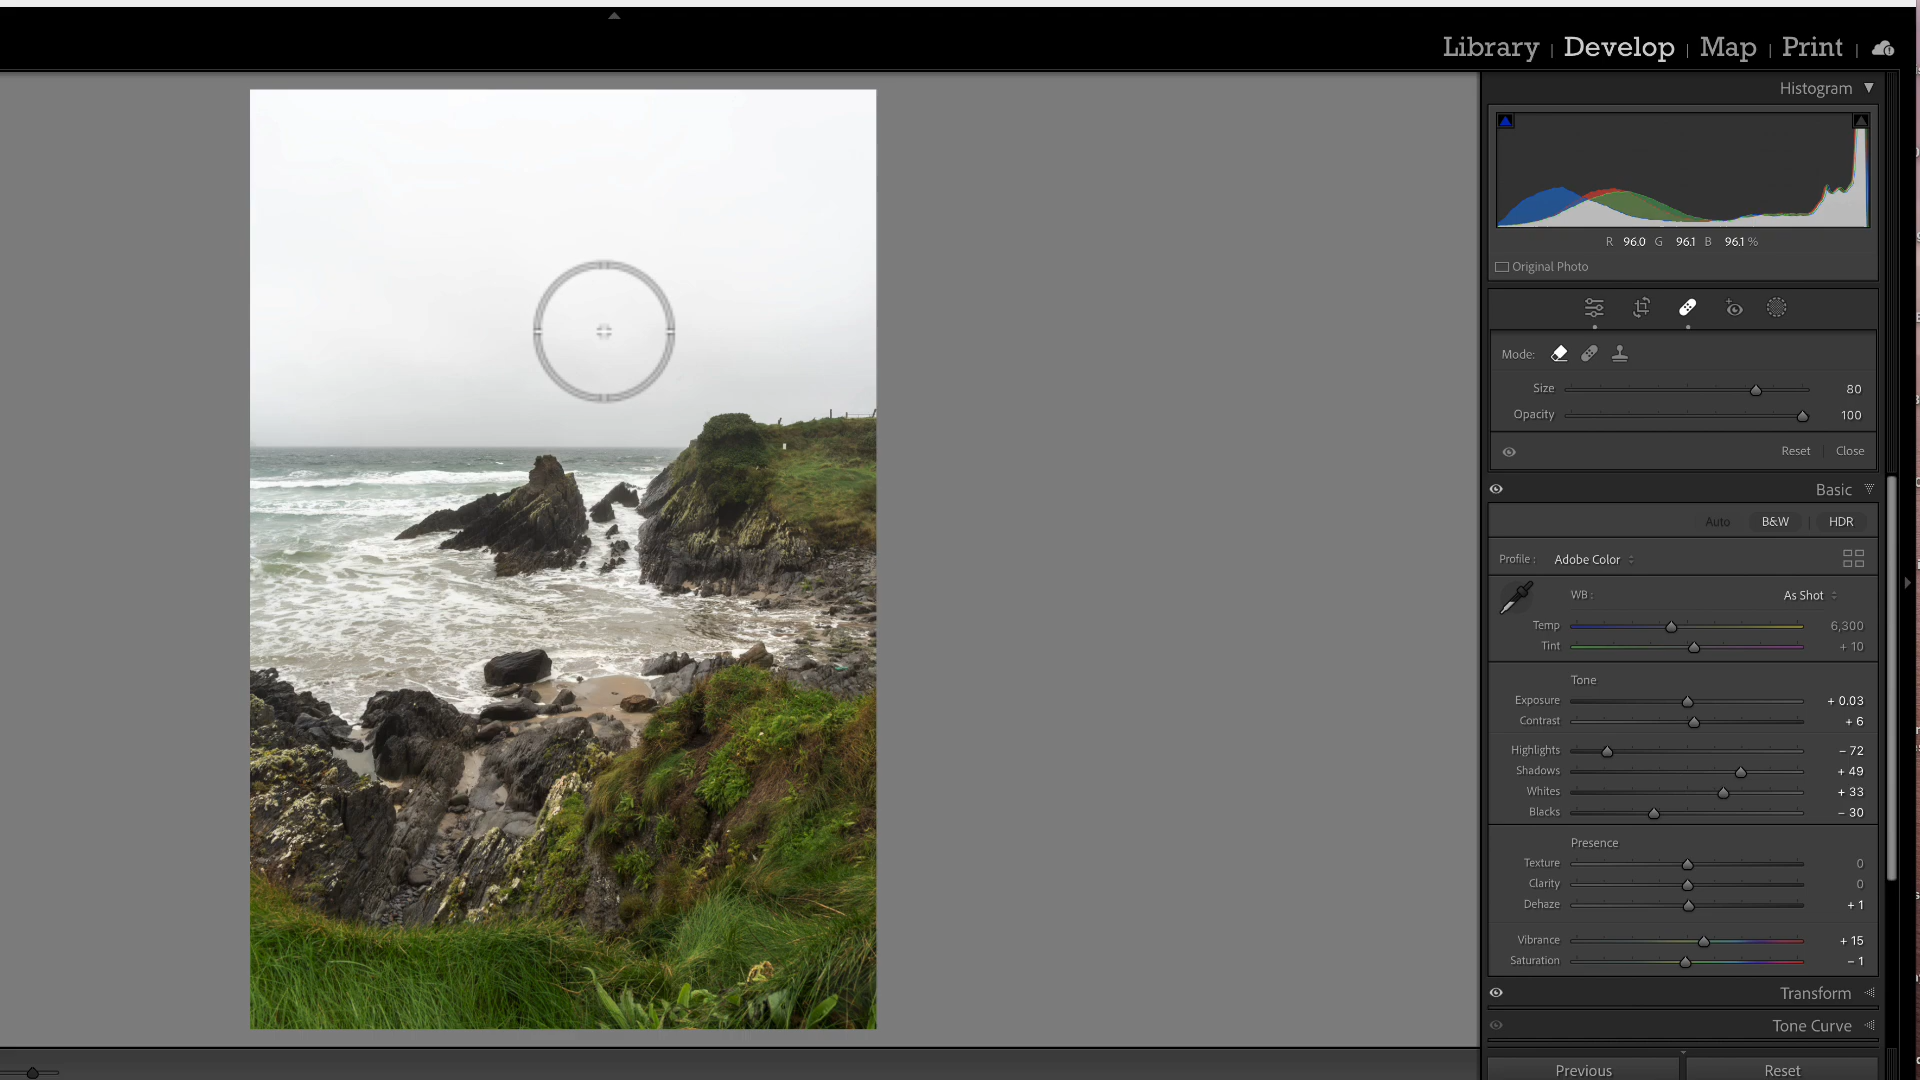 Library | Develop | Map | Print |
Histogram
R 96.0 G 96.1 B 96.1 %
Original Photo
Mode:
Size 80
Opacity 100
Reset | Close
Basic
Auto B&W | HDR
Profile : Adobe Color
WB : As Shot
Temp 6,300
Tint + 10
Tone
Exposure + 0.03
Contrast + 6
Highlights − 72
Shadows + 49
Whites + 33
Blacks − 30
Presence
Texture 0
Clarity 0
Dehaze + 1
Vibrance + 15
Saturation − 1
Transform
Tone Curve
Previous Reset